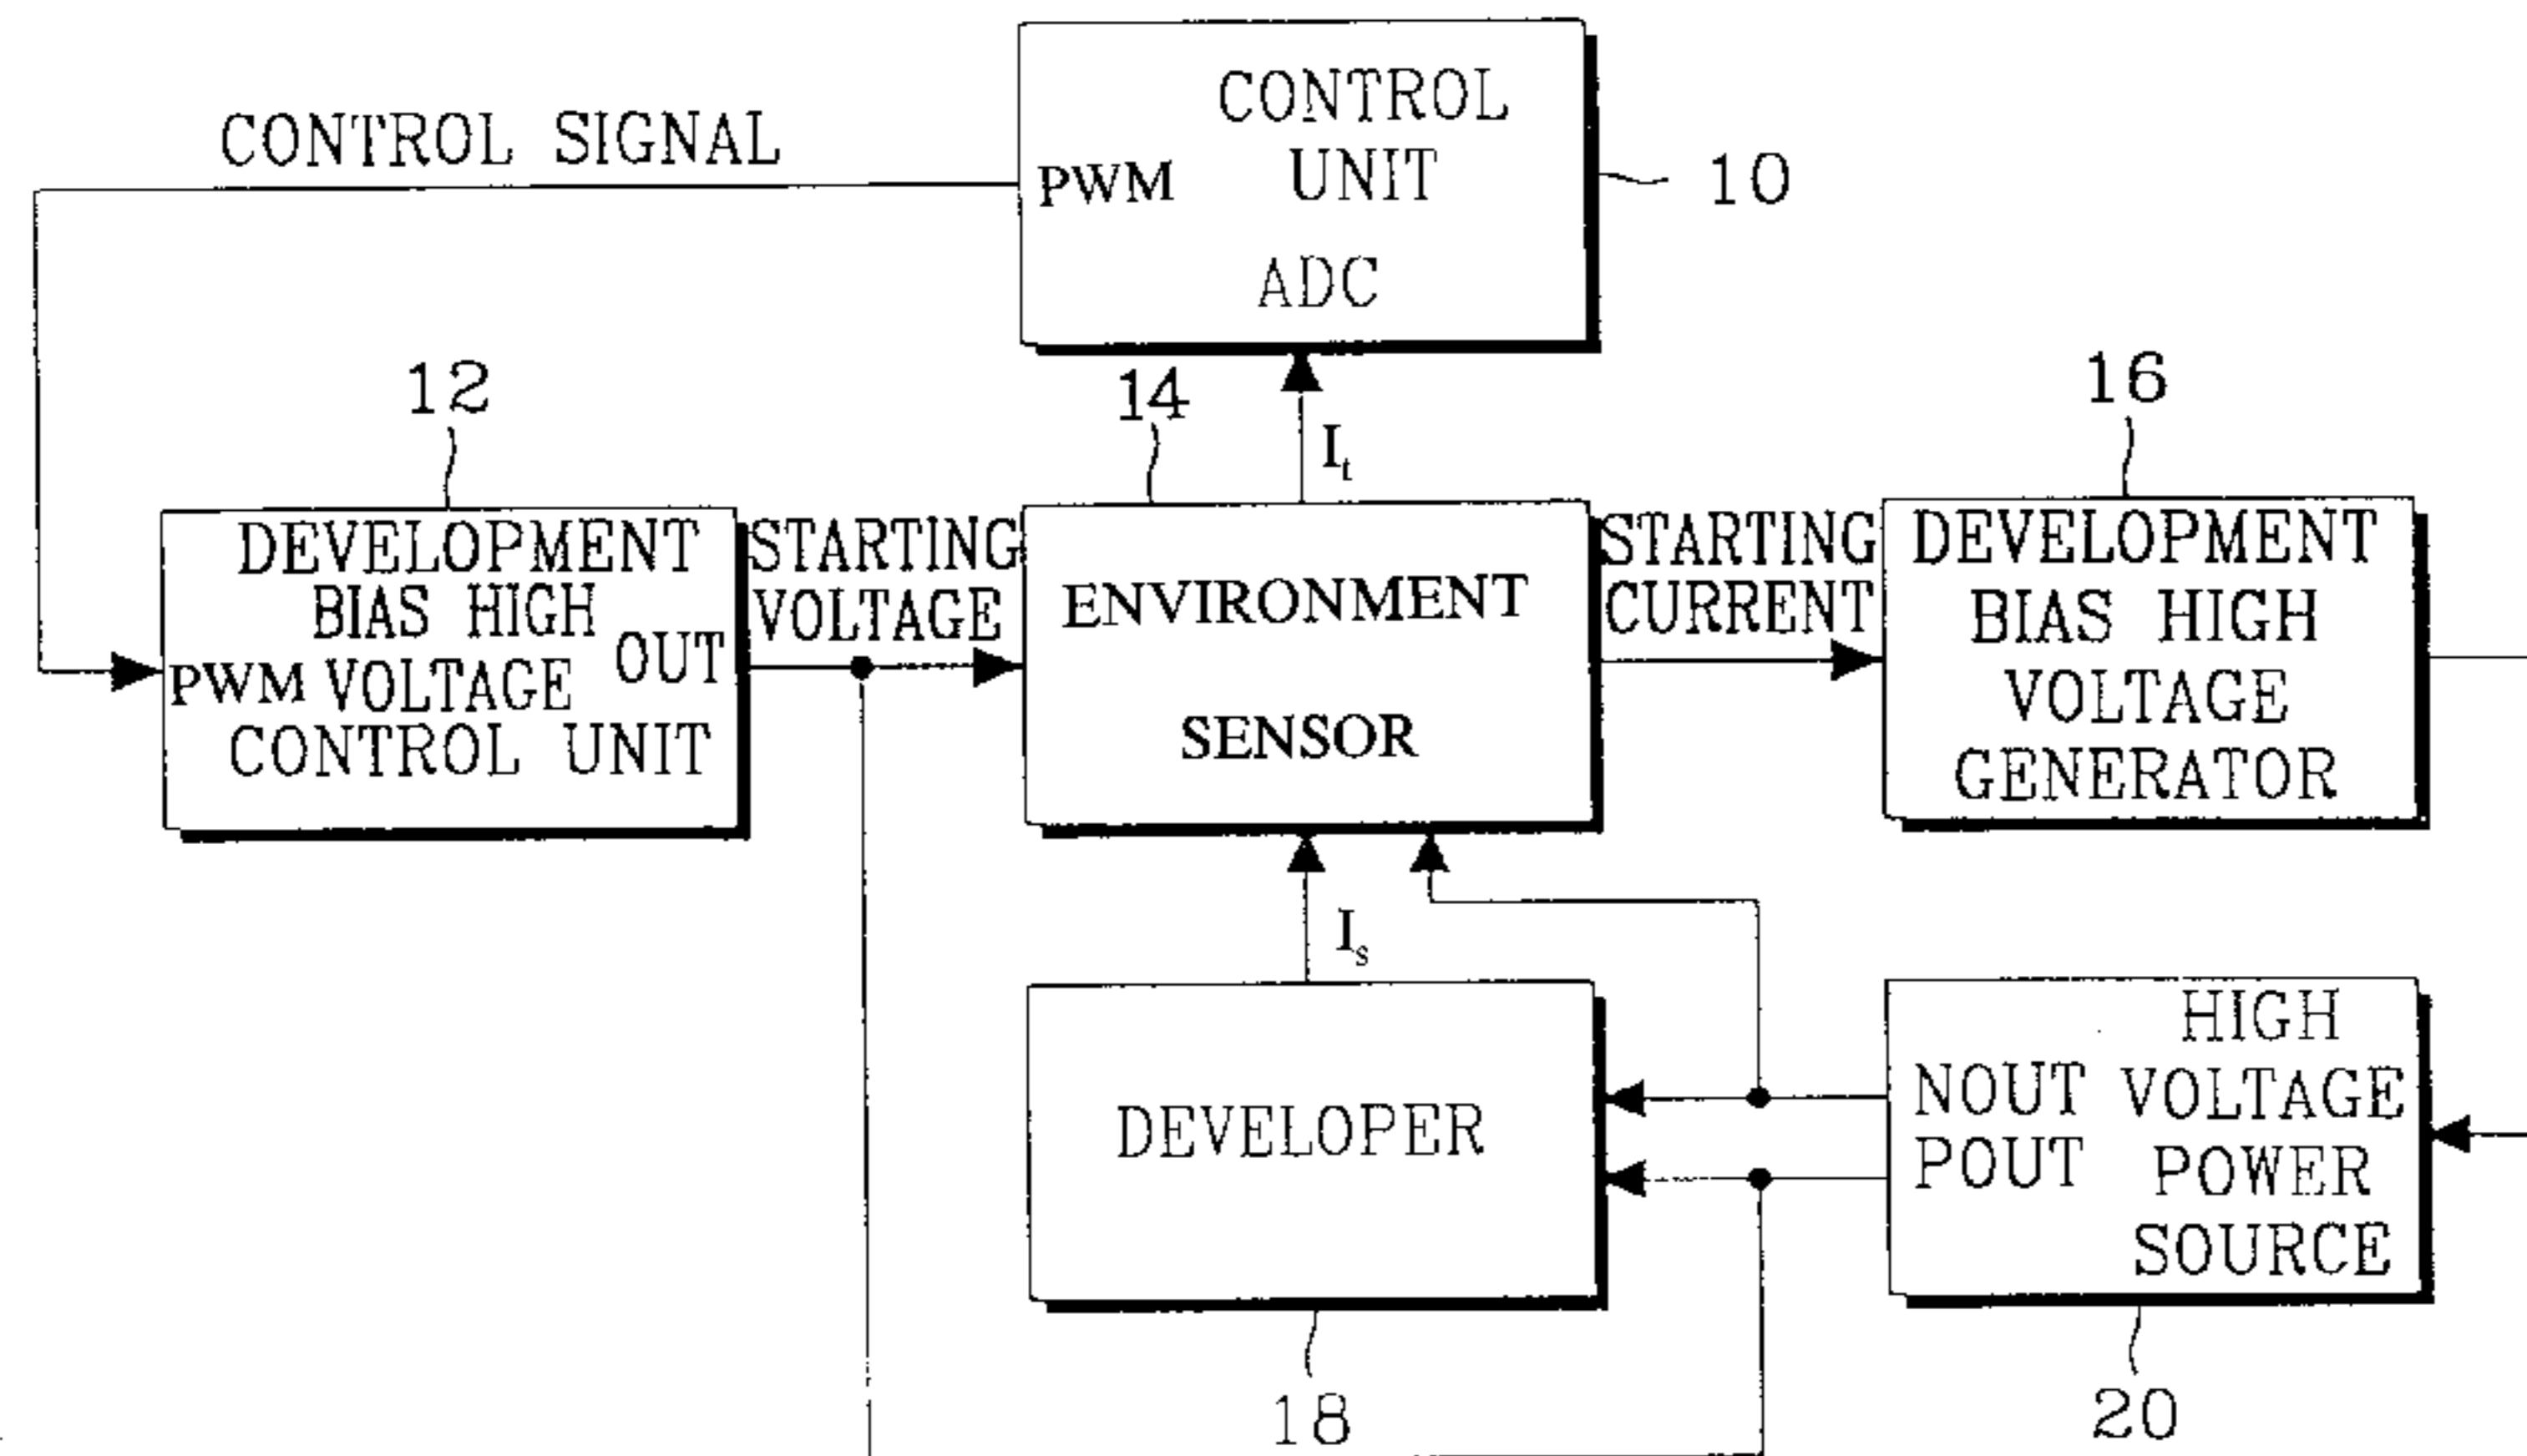 CONTROL SIGNAL
CONTROL
UNIT
PWM
ADC
10
12
14
16
I_t
DEVELOPMENT
BIAS HIGH
PWM VOLTAGE OUT
CONTROL UNIT
STARTING
VOLTAGE
ENVIRONMENT
SENSOR
STARTING
CURRENT
DEVELOPMENT
BIAS HIGH
VOLTAGE
GENERATOR
I_s
DEVELOPER
HIGH
NOUT VOLTAGE
POUT POWER
SOURCE
18
20